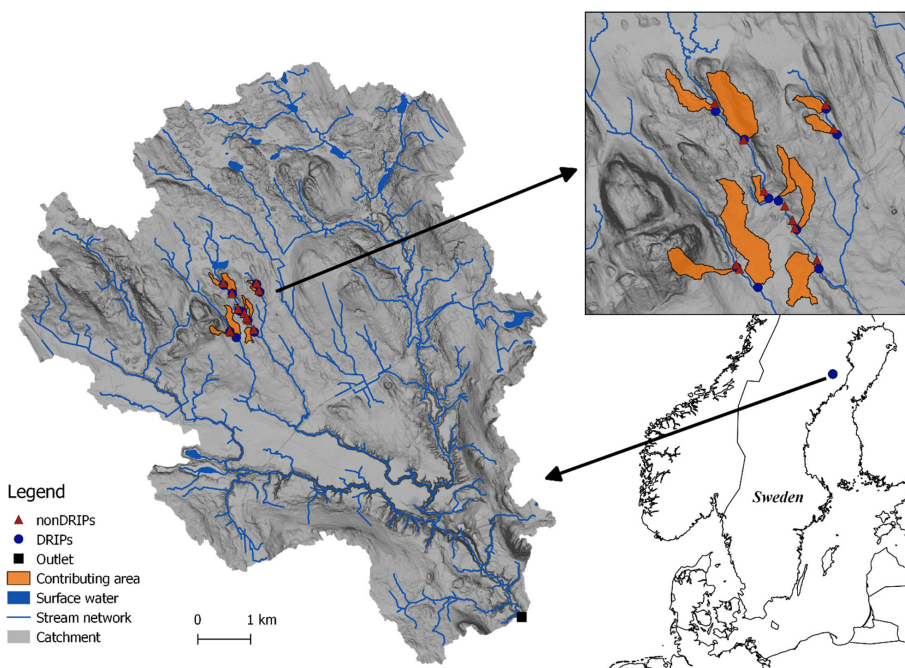 Sweden
Legend
nonDRIPs
DRIPs
Outlet
Contributing area
Surface water
Stream network
Catchment
0 1 km